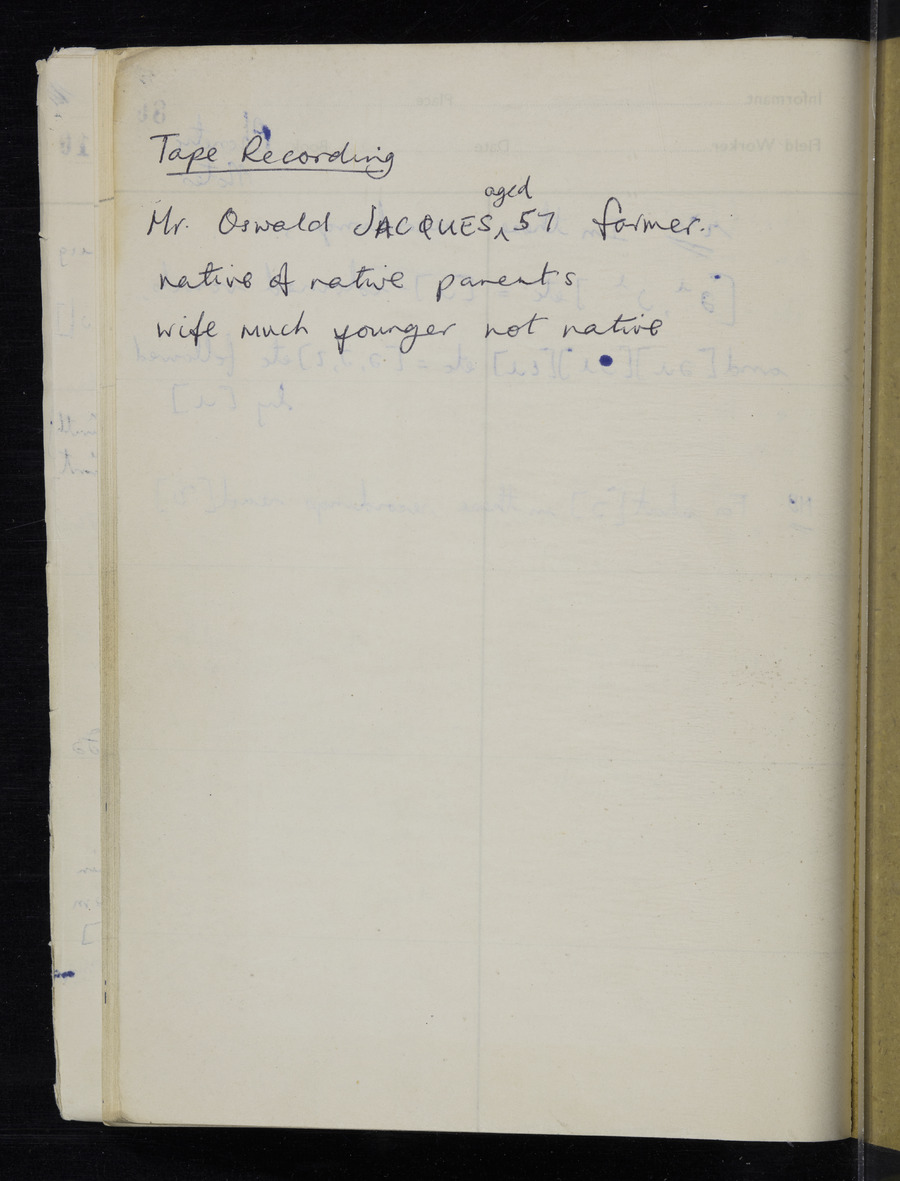 Tape Recording
Mr. Oswald JACQUES, aged 57 farmer.
native of native parents
wife much younger not native